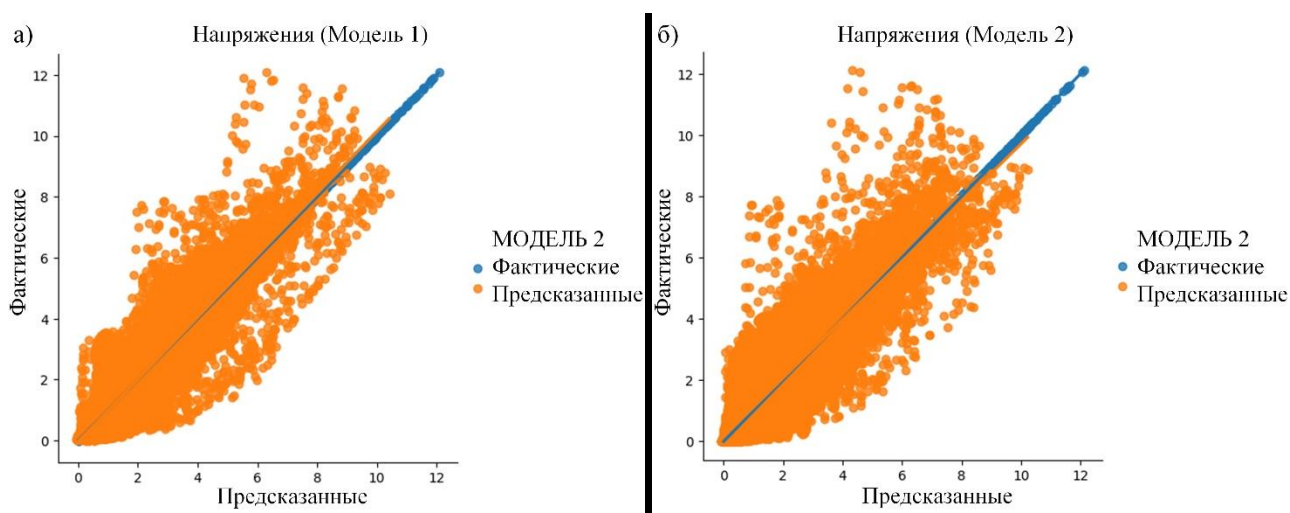 а)
Напряжения (Модель 1)
Фактические
12
10
8
6
4
2
0
0 2 4 6 8 10 12
Предсказанные
МОДЕЛЬ 2
Фактические
Предсказанные
б)
Напряжения (Модель 2)
Фактические
12
10
8
6
4
2
0
0 2 4 6 8 10 12
Предсказанные
МОДЕЛЬ 2
Фактические
Предсказанные